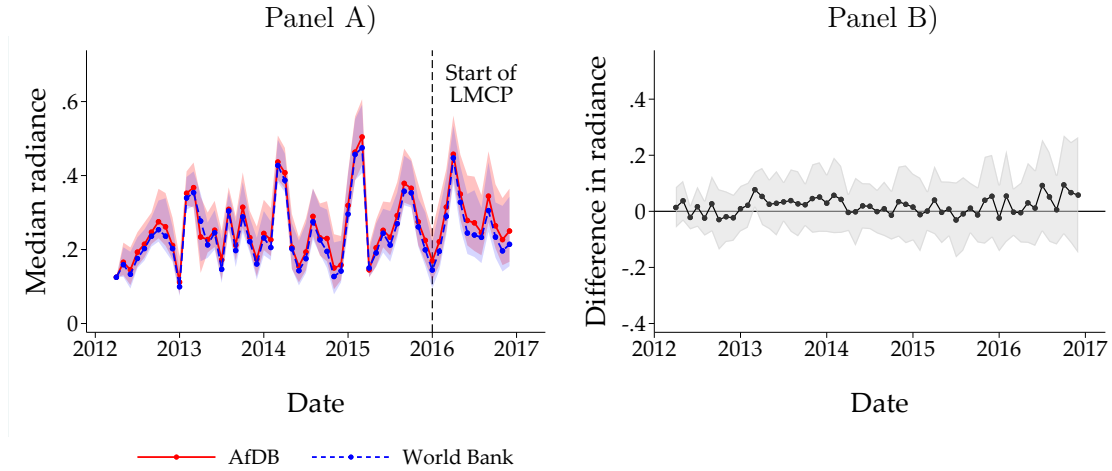 Panel A)
Median radiance
.6
.4
.2
0
Start of
LMCP
2012 2013 2014 2015 2016 2017
Date
AfDB World Bank
Panel B)
Difference in radiance
.4
.2
0
-.2
-.4
2012 2013 2014 2015 2016 2017
Date